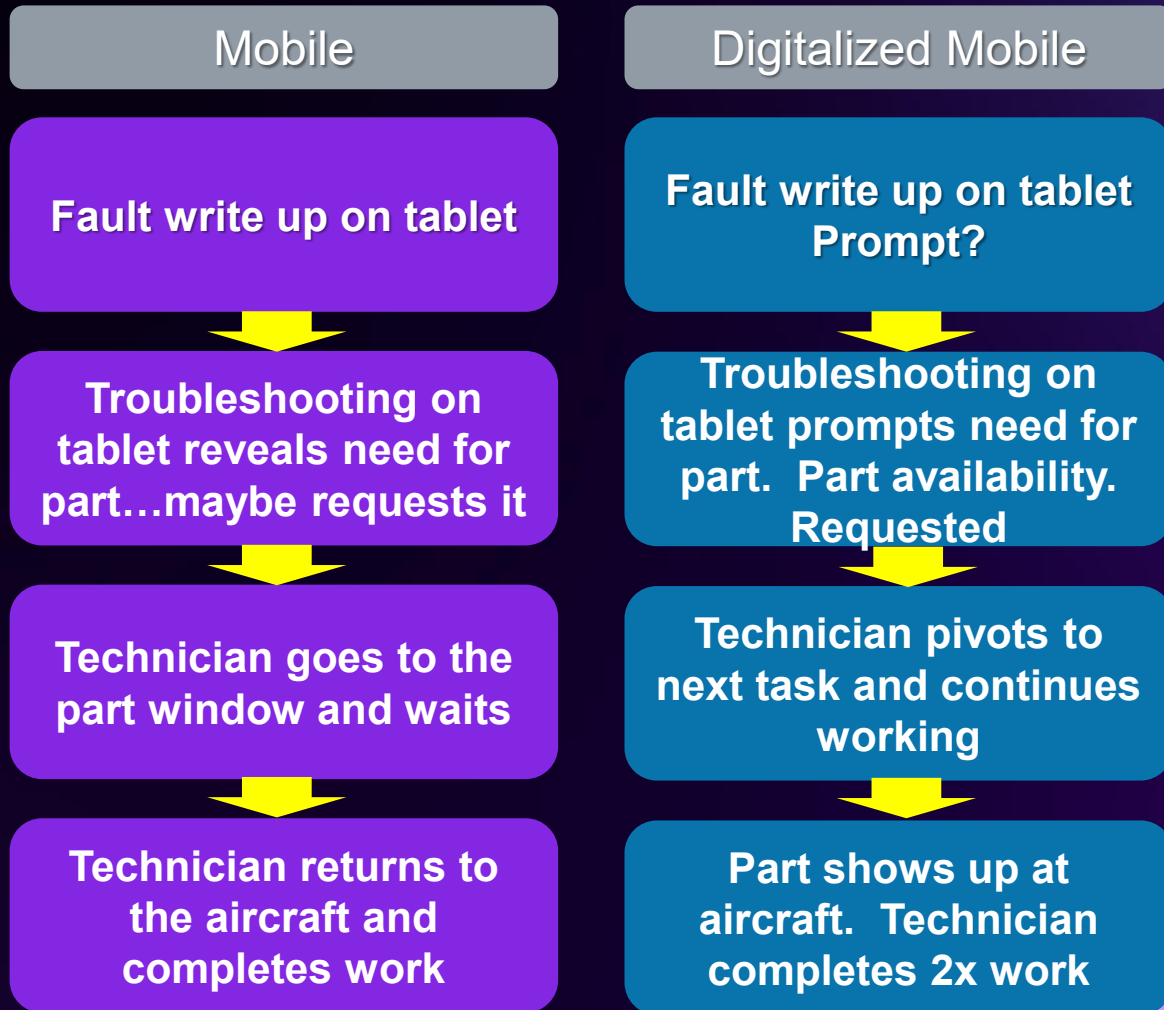 Mobile
Fault write up on tablet
Troubleshooting on
tablet reveals need for
part…maybe requests it
Technician goes to the
part window and waits
Technician returns to
the aircraft and
completes work
Digitalized Mobile
Fault write up on tablet
Prompt?
Troubleshooting on
tablet prompts need for
part.  Part availability.
Requested
Technician pivots to
next task and continues
working
Part shows up at
aircraft.  Technician
completes 2x work